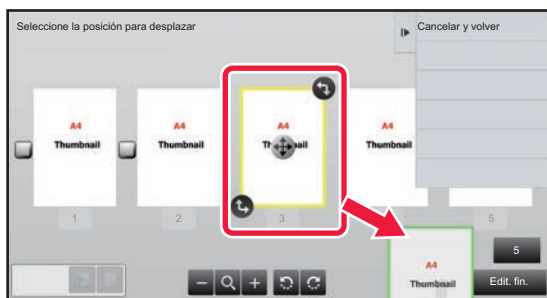 Seleccione la posición para desplazar
Cancelar y volver
A4
Thumbnail
A4
Thumbnail
A4
A4
Thumbnail
1
2
3
5
5
A4
Thumbnail
Edit. fin.